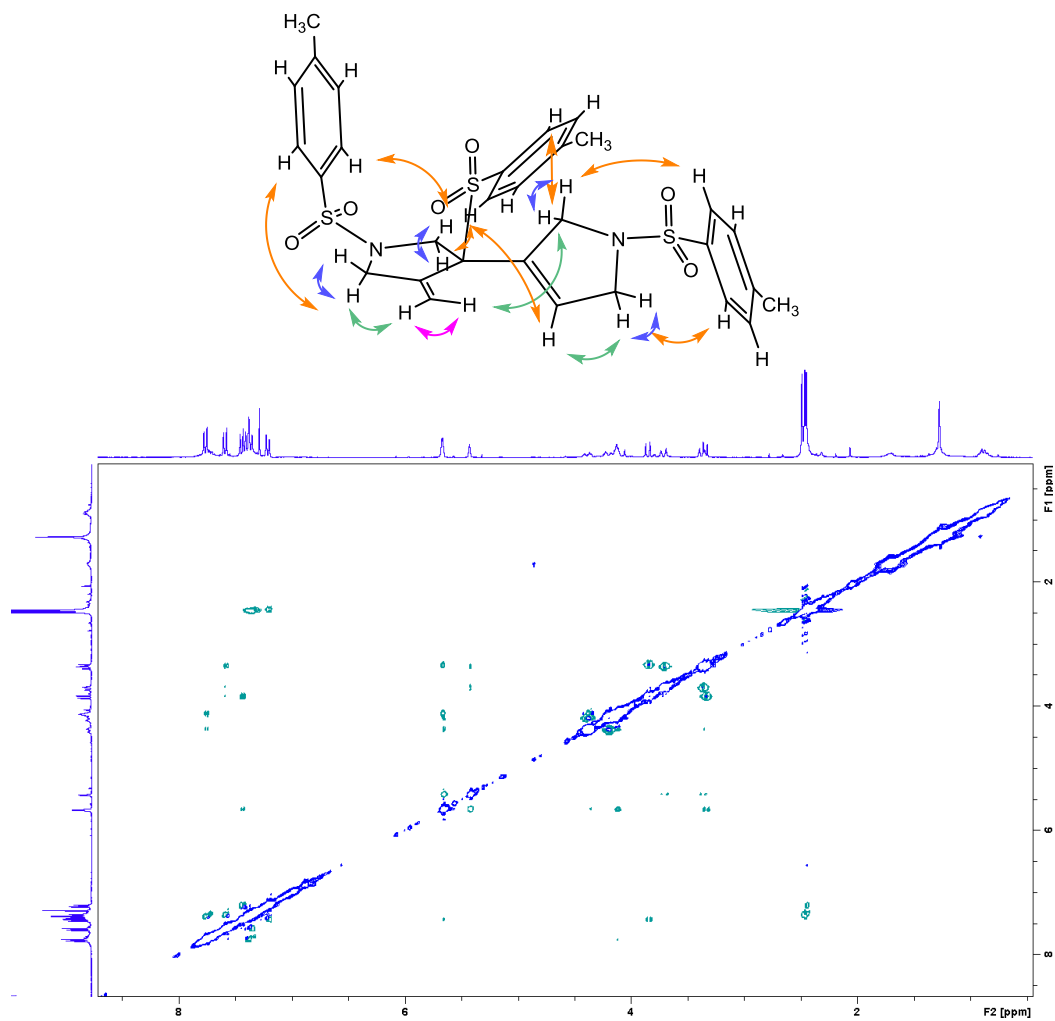 H3C
H H
H H H
O CH3
S H H
O O H O
S O H O H
O H H S H
N H N O
H
H H H H CH3
H H H
H H
F1 [ppm]
2
4
6
8
8 6 4 2 F2 [ppm]